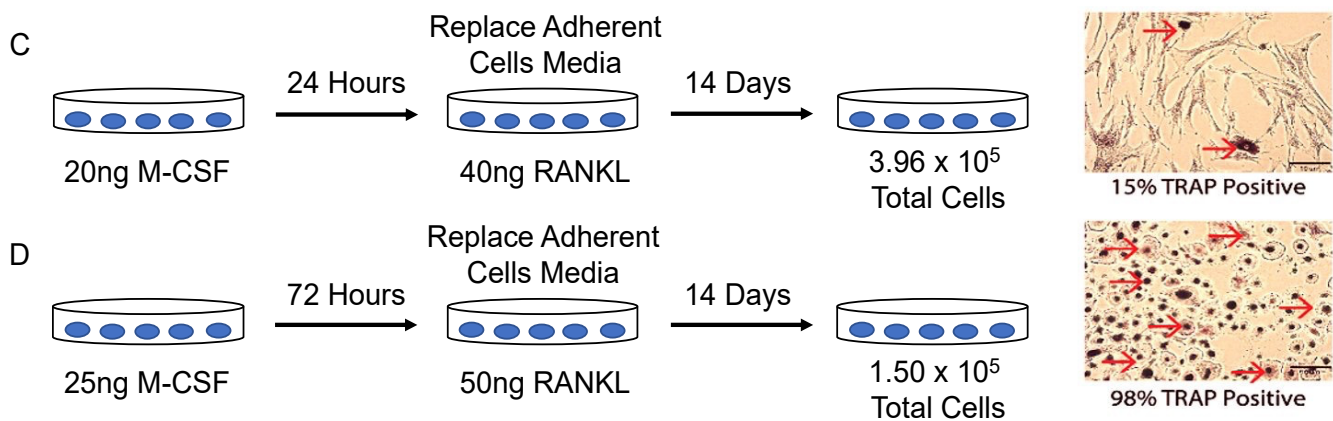 C
Replace Adherent
Cells Media
24 Hours
14 Days
20ng M-CSF
40ng RANKL
3.96 x 10⁵
Total Cells
15% TRAP Positive
D
Replace Adherent
Cells Media
72 Hours
14 Days
25ng M-CSF
50ng RANKL
1.50 x 10⁵
Total Cells
98% TRAP Positive